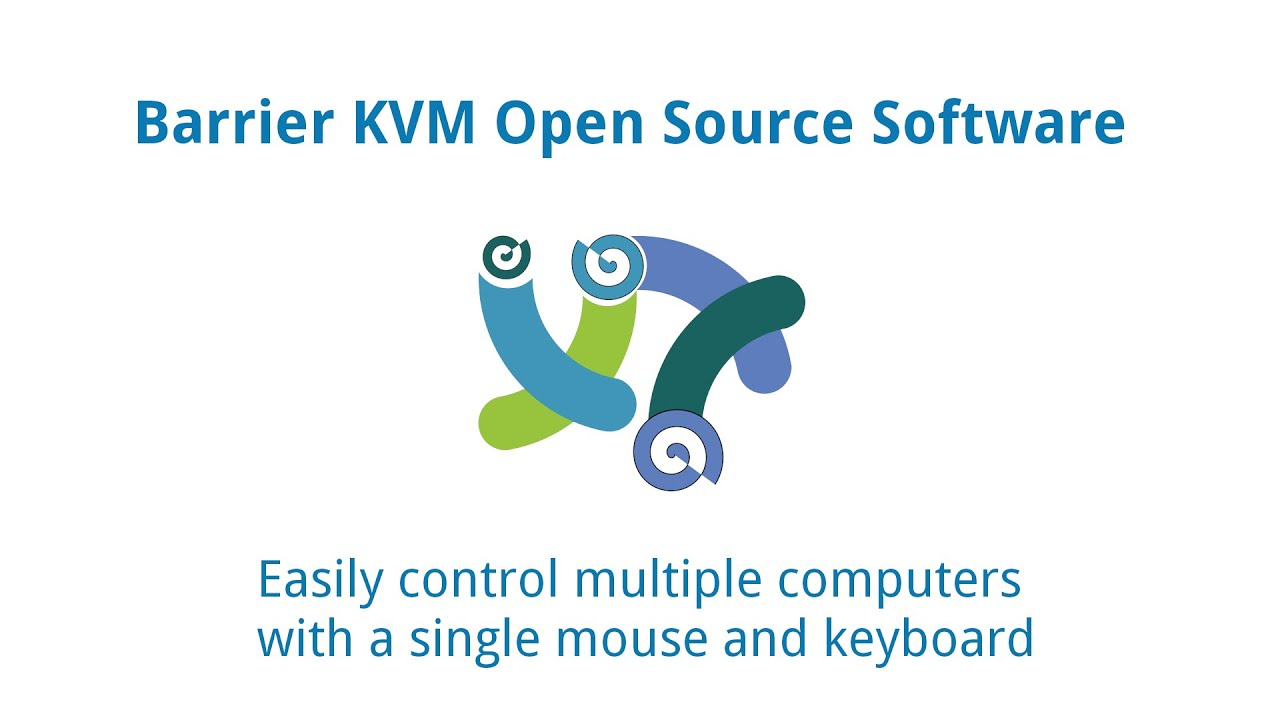 Barrier KVM Open Source Software
Easily control multiple computers
with a single mouse and keyboard